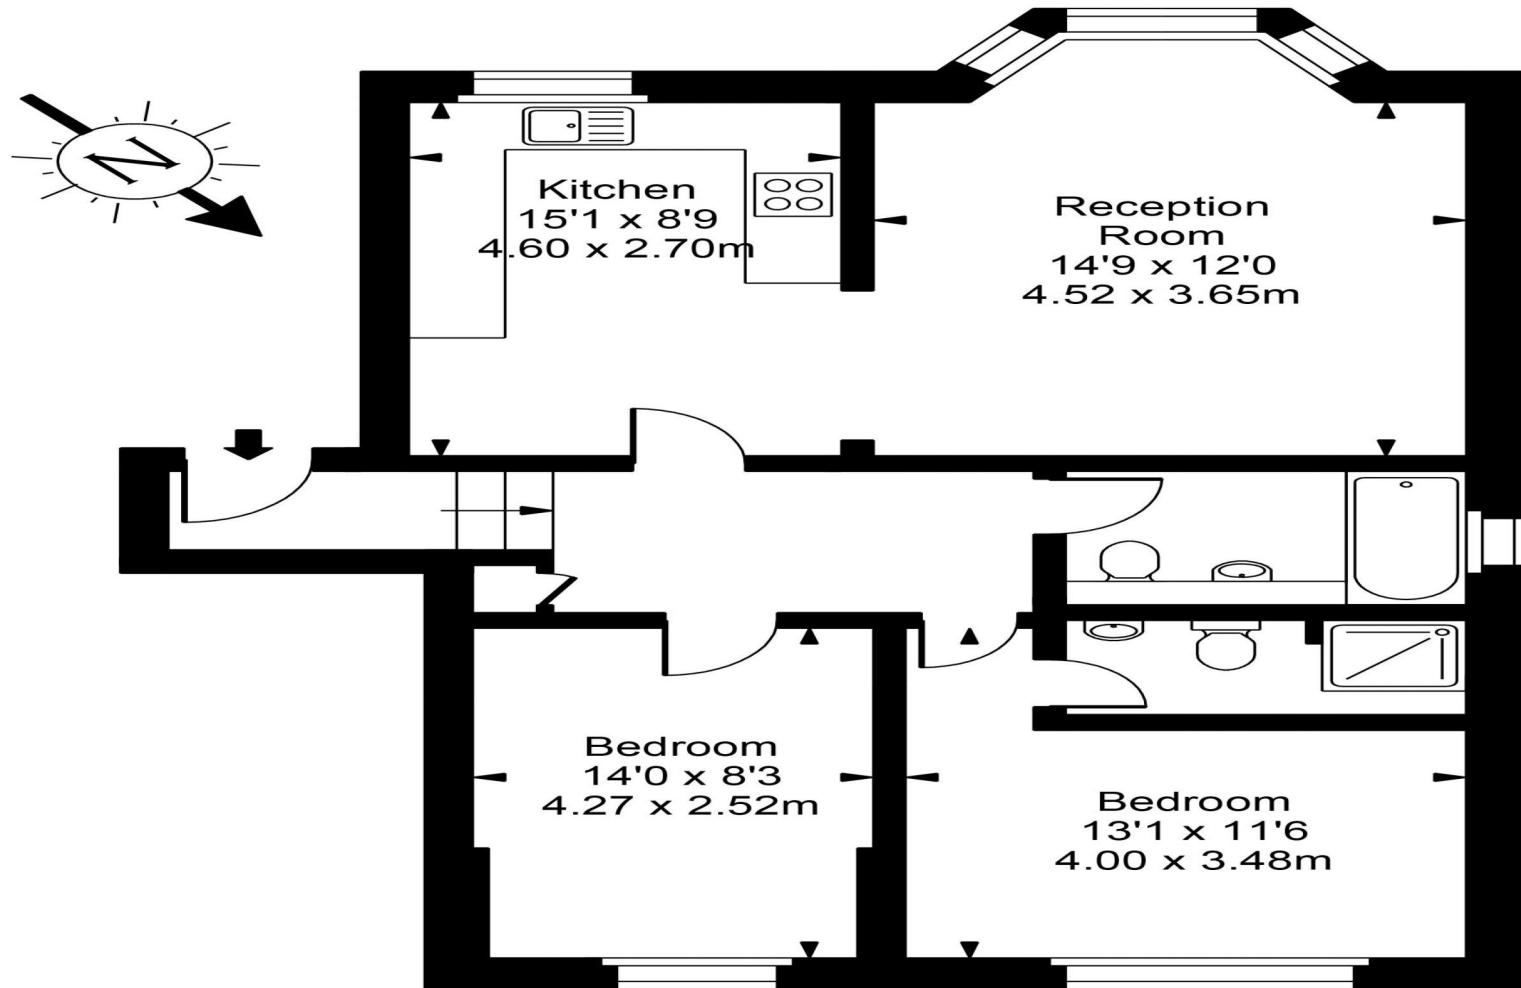 N
Kitchen
15'1 x 8'9
4.60 x 2.70m
Reception
Room
14'9 x 12'0
4.52 x 3.65m
Bedroom
14'0 x 8'3
4.27 x 2.52m
Bedroom
13'1 x 11'6
4.00 x 3.48m